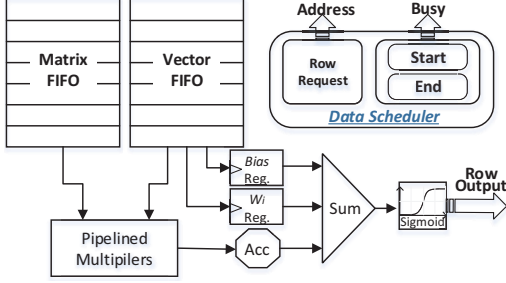 Address
Busy
Matrix
FIFO
Vector
FIFO
Row
Request
Start
End
Data Scheduler
Bias
Reg.
Wi
Reg.
Sum
Row
Output
Sigmoid
Pipelined
Multipilers
Acc